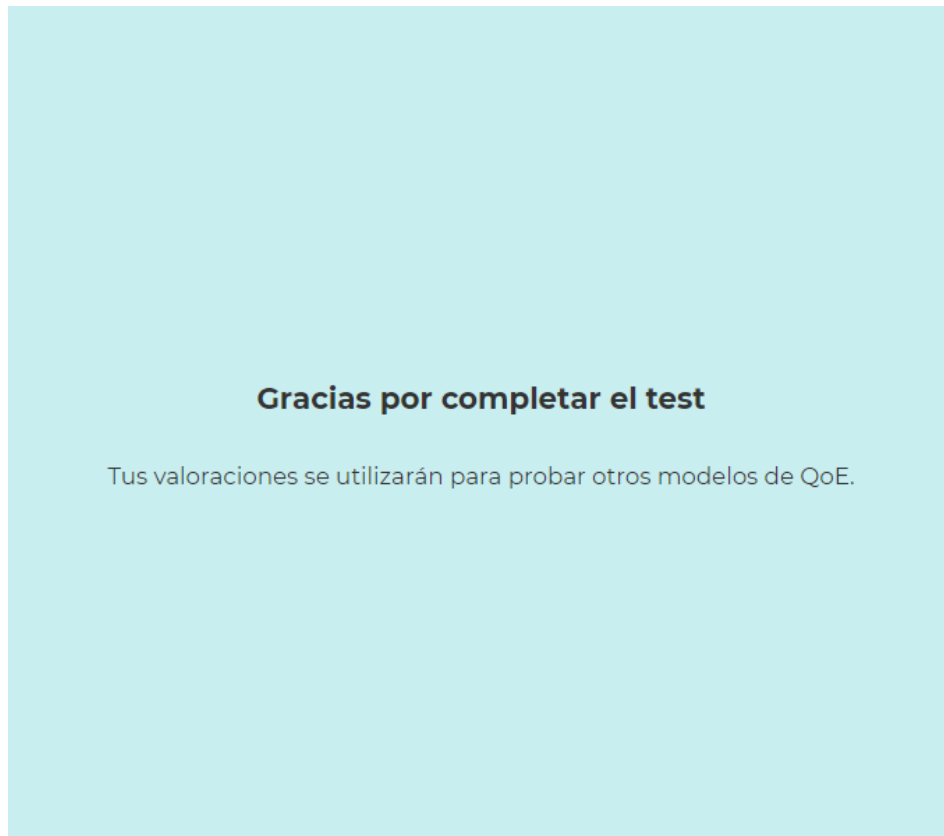 Gracias por completar el test
Tus valoraciones se utilizarán para probar otros modelos de QoE.